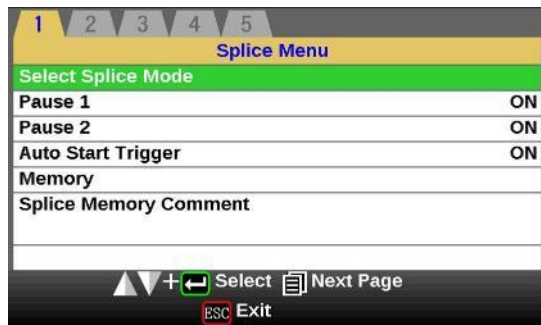 1 2 3 4 5
Splice Menu
Select Splice Mode
Pause 1 ON
Pause 2 ON
Auto Start Trigger ON
Memory
Splice Memory Comment
+ Select Next Page
ESC Exit